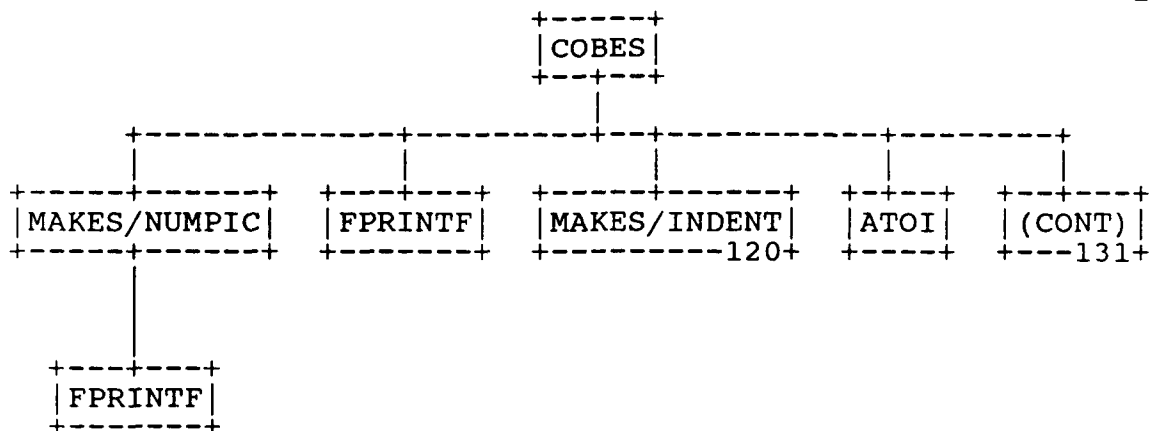 COBES
MAKES/NUMPIC FPRINTF MAKES/INDENT ATOI (CONT)
120 131
FPRINTF